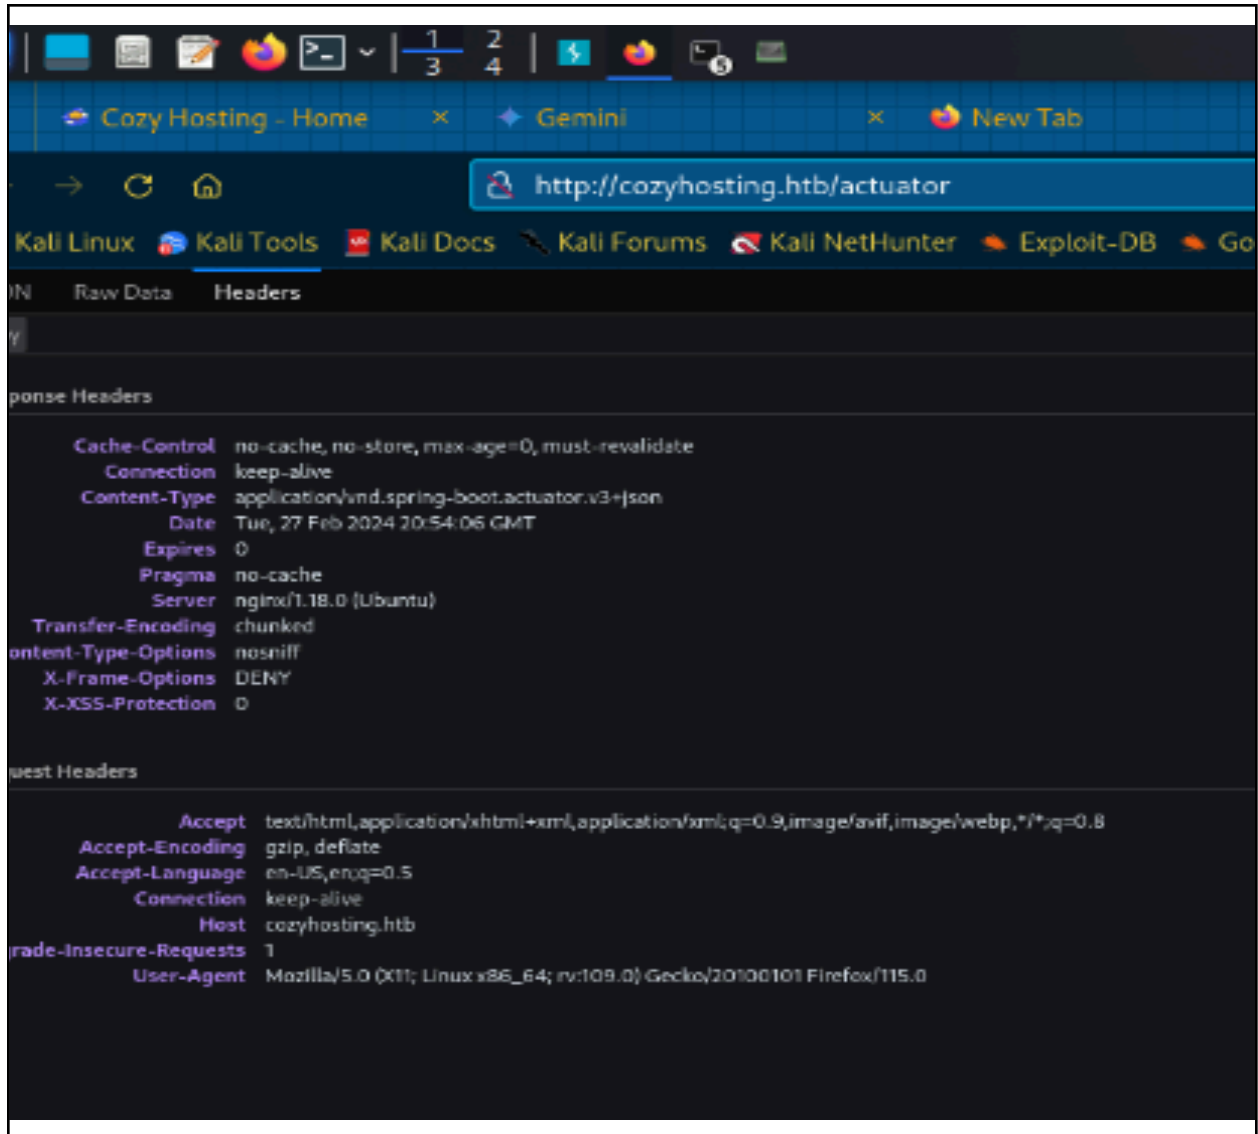 1 2
3 4
5
Cozy Hosting - Home × Gemini × New Tab
http://cozyhosting.htb/actuator
Kali Linux Kali Tools Kali Docs Kali Forums Kali NetHunter Exploit-DB Go
ON Raw Data Headers
y
ponse Headers
Cache-Control no-cache, no-store, max-age=0, must-revalidate
Connection keep-alive
Content-Type application/vnd.spring-boot.actuator.v3+json
Date Tue, 27 Feb 2024 20:54:06 GMT
Expires 0
Pragma no-cache
Server nginx/1.18.0 (Ubuntu)
Transfer-Encoding chunked
ontent-Type-Options nosniff
X-Frame-Options DENY
X-XSS-Protection 0
uest Headers
Accept text/html,application/xhtml+xml,application/xml;q=0.9,image/avif,image/webp,*/*;q=0.8
Accept-Encoding gzip, deflate
Accept-Language en-US,en;q=0.5
Connection keep-alive
Host cozyhosting.htb
rade-Insecure-Requests 1
User-Agent Mozilla/5.0 (X11; Linux x86_64; rv:109.0) Gecko/20100101 Firefox/115.0